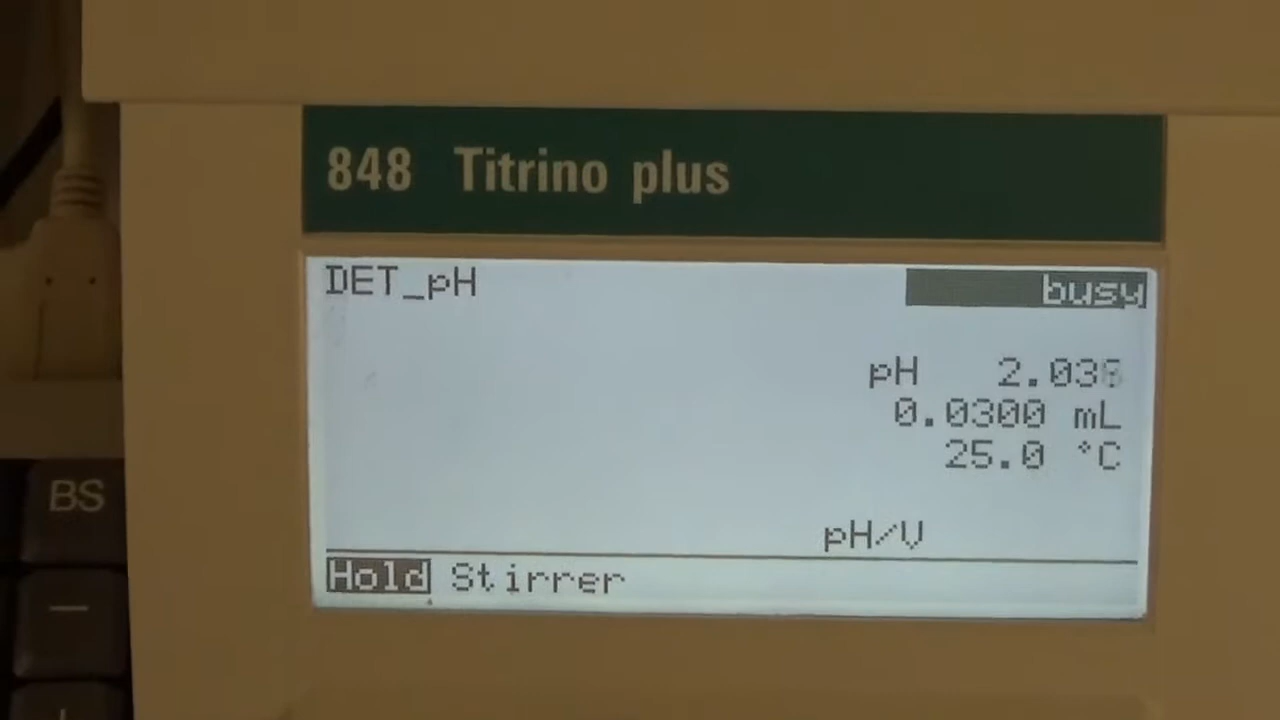 848 Titrino plus
DET_pH busy
pH 2.03
0.0300 mL
25.0 °C
pH/V
Hold Stirrer
BS
—